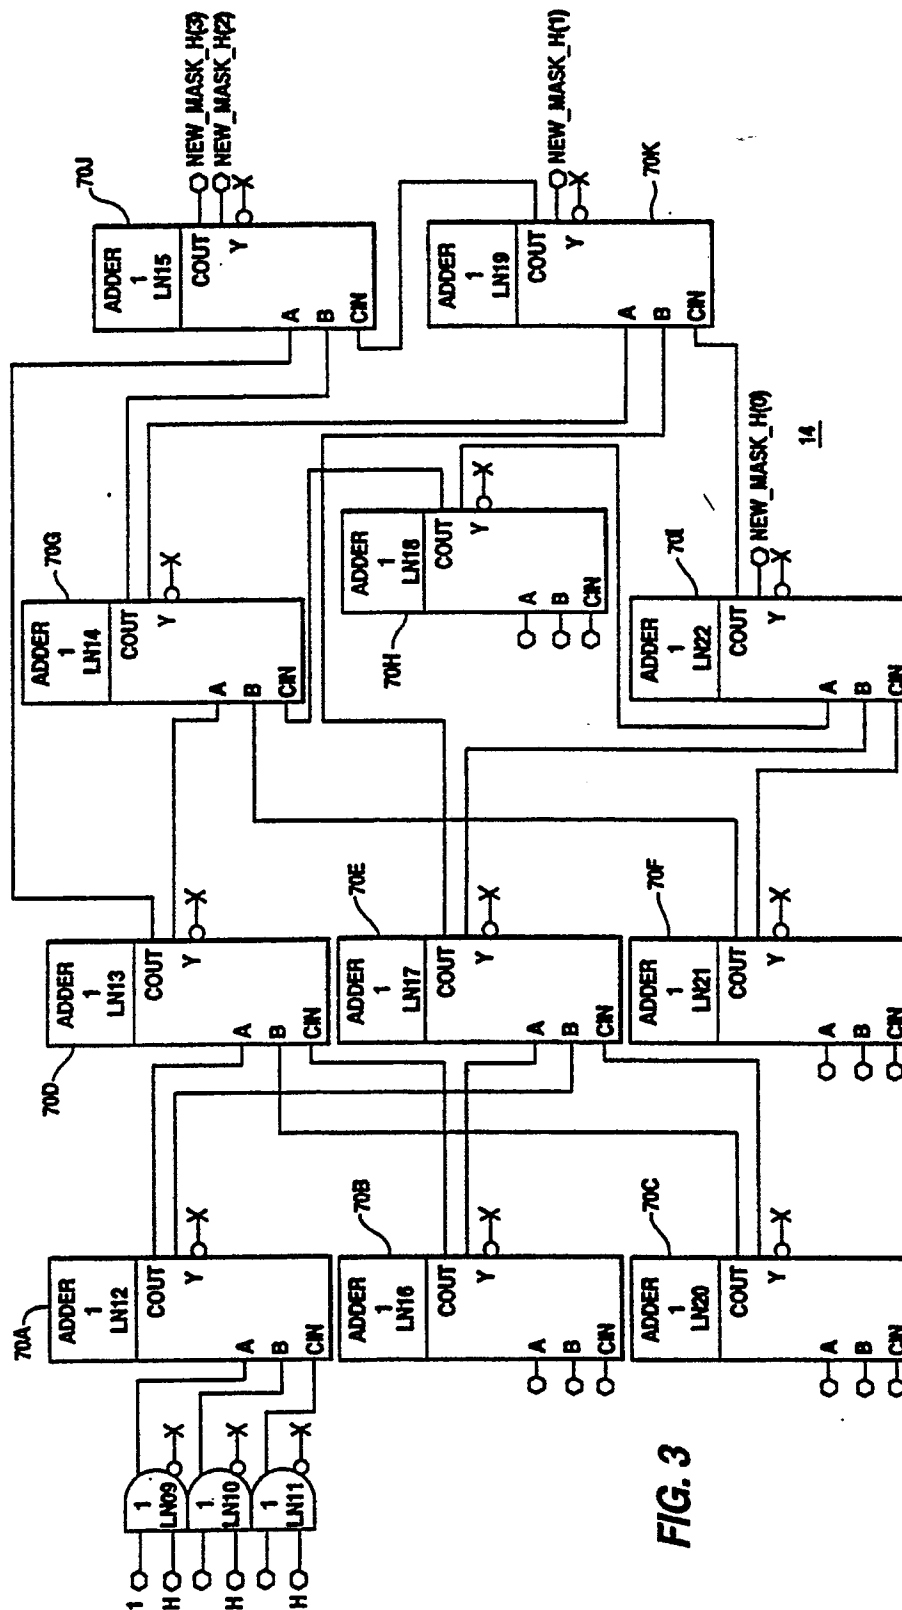 NEW_MASK_H(3)
NEW_MASK_H(2)
70J
ADDER
1
LN15
COUT
Y
A
B
CIN
NEW_MASK_H(1)
70K
ADDER
1
LN19
COUT
Y
A
B
CIN
70G
ADDER
1
LN14
COUT
Y
A
B
CIN
70H
ADDER
1
LN18
COUT
Y
A
B
CIN
NEW_MASK_H(0)
14
70I
ADDER
1
LN22
COUT
Y
A
B
CIN
70D
ADDER
1
LN13
COUT
Y
A
B
CIN
70E
ADDER
1
LN17
COUT
Y
A
B
CIN
70F
ADDER
1
LN21
COUT
Y
A
B
CIN
70A
ADDER
1
LN12
COUT
Y
A
B
CIN
70B
ADDER
1
LN16
COUT
Y
A
B
CIN
70C
ADDER
1
LN20
COUT
Y
A
B
CIN
1
LN09
1
LN10
1
LN11
1
H
H
H
FIG. 3